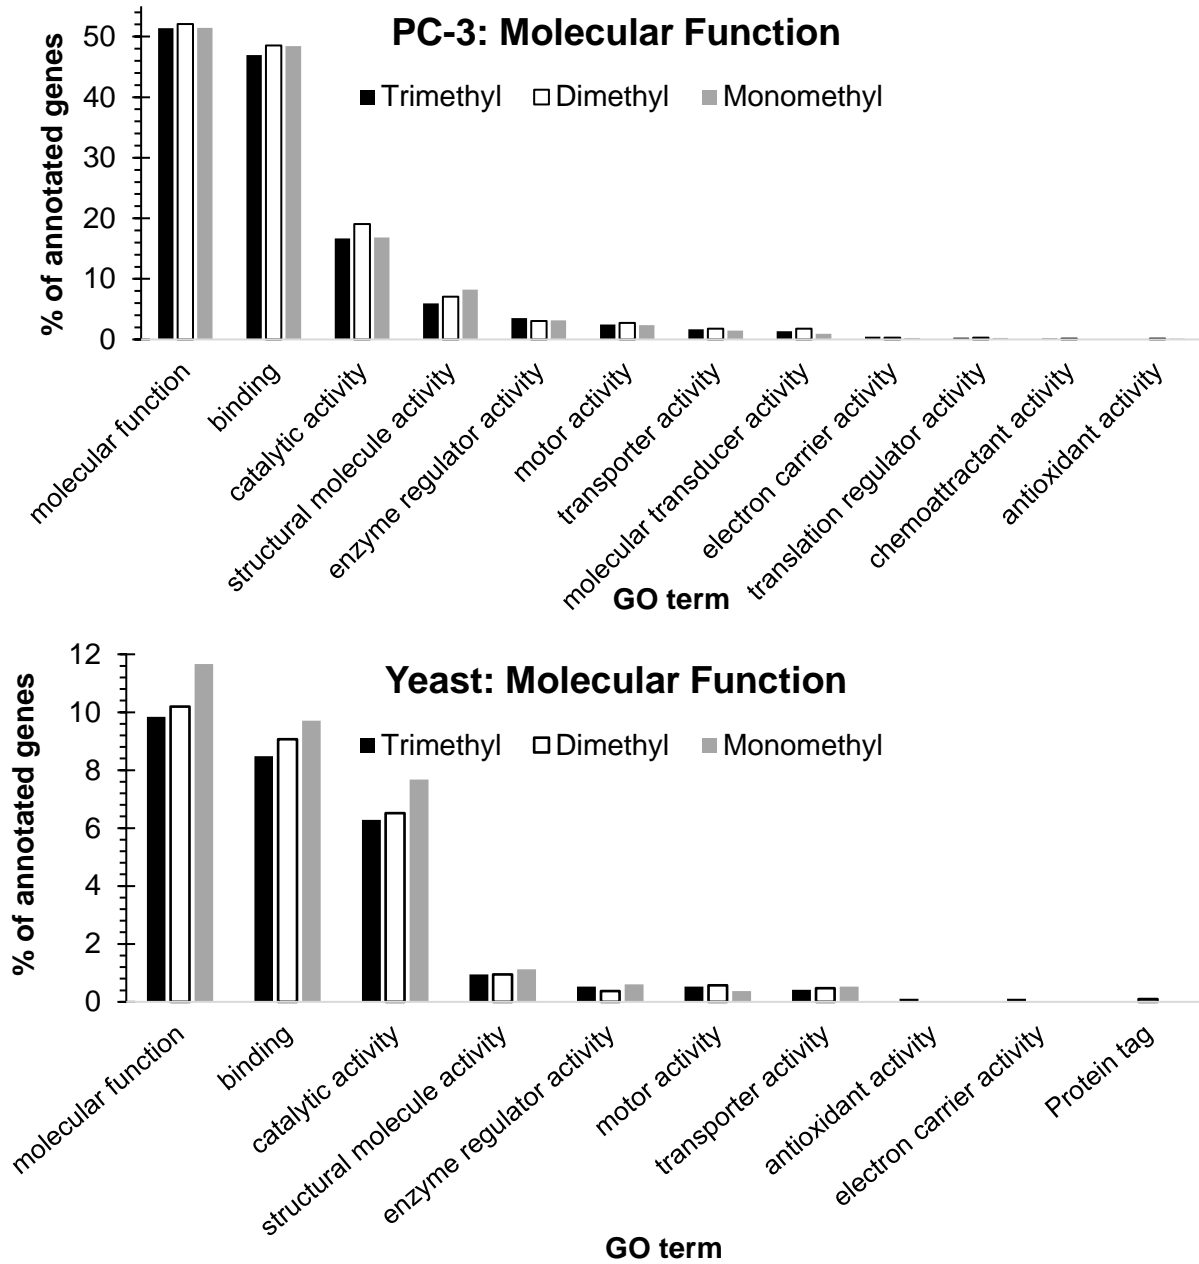 PC-3: Molecular Function
Trimethyl Dimethyl Monomethyl
% of annotated genes
50
40
30
20
10
0
molecular function
binding
catalytic activity
structural molecule activity
enzyme regulator activity
motor activity
transporter activity
molecular transducer activity
electron carrier activity
translation regulator activity
chemoattractant activity
antioxidant activity
GO term
Yeast: Molecular Function
Trimethyl Dimethyl Monomethyl
% of annotated genes
12
10
8
6
4
2
0
molecular function
binding
catalytic activity
structural molecule activity
enzyme regulator activity
motor activity
transporter activity
antioxidant activity
electron carrier activity
Protein tag
GO term